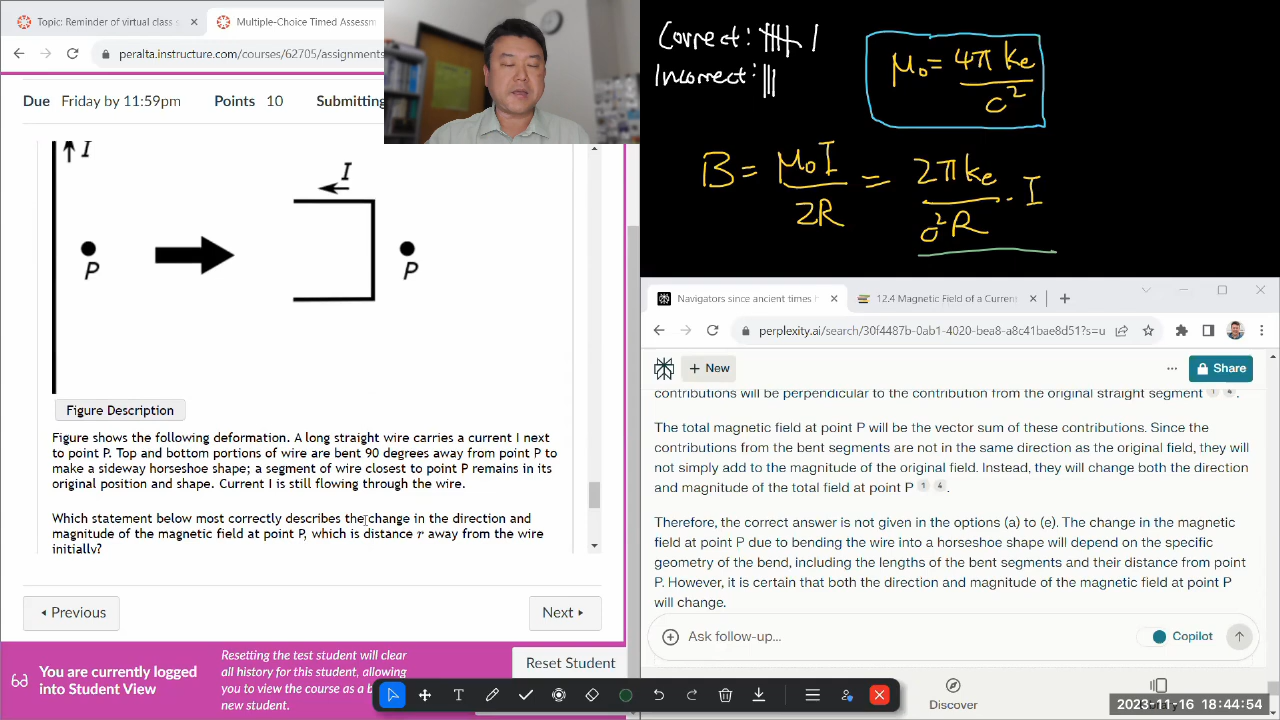 Topic: Reminder of virtual class s
Multiple-Choice Timed Assessm
peralta.instructure.com/courses/62705/assignments
Due Friday by 11:59pm Points 10 Submitting
I
P
I
P
Figure Description
Figure shows the following deformation. A long straight wire carries a current I next
to point P. Top and bottom portions of wire are bent 90 degrees away from point P to
make a sideway horseshoe shape; a segment of wire closest to point P remains in its
original position and shape. Current I is still flowing through the wire.
Which statement below most correctly describes the change in the direction and
magnitude of the magnetic field at point P, which is distance r away from the wire
initially?
Previous
Next
You are currently logged
into Student View
Resetting the test student will clear
all history for this student, allowing
you to view the course as a b
new student.
Reset Student
Correct: |||| |
Incorrect: |||
μ₀ = 4π ke / c²
B = μ₀I / 2R = 2πke / c²R · I
Navigators since ancient times h
12.4 Magnetic Field of a Current
perplexity.ai/search/30f4487b-0ab1-4020-bea8-a8c41bae8d51?s=u
New
Share
contributions will be perpendicular to the contribution from the original straight segment 1 4 .
The total magnetic field at point P will be the vector sum of these contributions. Since the
contributions from the bent segments are not in the same direction as the original field, they will
not simply add to the magnitude of the original field. Instead, they will change both the direction
and magnitude of the total field at point P 1 4 .
Therefore, the correct answer is not given in the options (a) to (e). The change in the magnetic
field at point P due to bending the wire into a horseshoe shape will depend on the specific
geometry of the bend, including the lengths of the bent segments and their distance from point
P. However, it is certain that both the direction and magnitude of the magnetic field at point P
will change.
Ask follow-up...
Copilot
Discover
2023-11-16 18:44:54